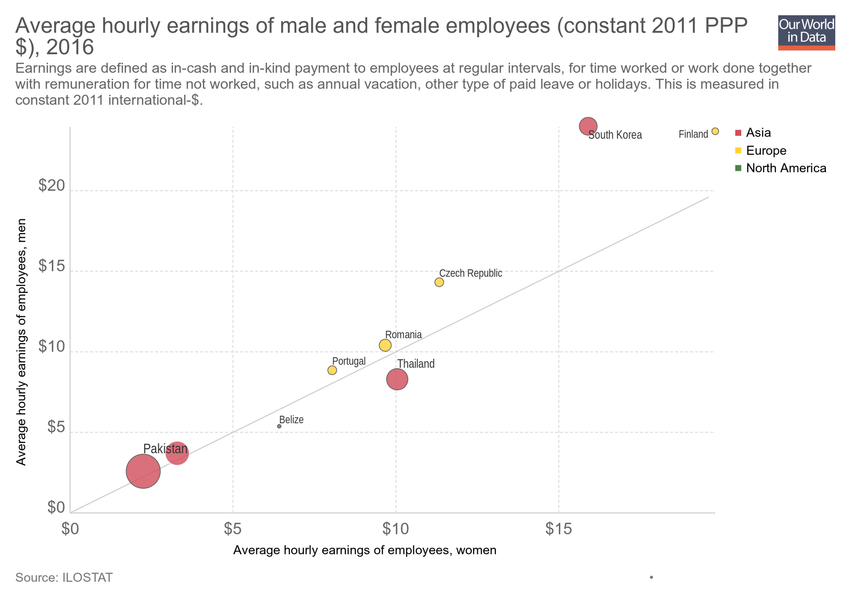 Average hourly earnings of male and female employees (constant 2011 PPP
$), 2016
Our World
in Data
Earnings are defined as in-cash and in-kind payment to employees at regular intervals, for time worked or work done together
with remuneration for time not worked, such as annual vacation, other type of paid leave or holidays. This is measured in
constant 2011 international-$.
South Korea
Finland
Asia
Europe
North America
$20
$15
$10
$5
$0
Average hourly earnings of employees, men
Czech Republic
Romania
Portugal
Thailand
Belize
Pakistan
$0
$5
$10
$15
Average hourly earnings of employees, women
Source: ILOSTAT